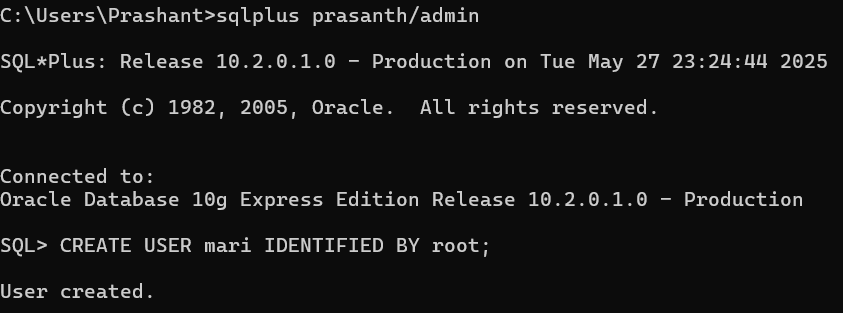 C:\Users\Prashant>sqlplus prasanth/admin
SQL*Plus: Release 10.2.0.1.0 - Production on Tue May 27 23:24:44 2025
Copyright (c) 1982, 2005, Oracle.  All rights reserved.
Connected to:
Oracle Database 10g Express Edition Release 10.2.0.1.0 - Production
SQL> CREATE USER mari IDENTIFIED BY root;
User created.